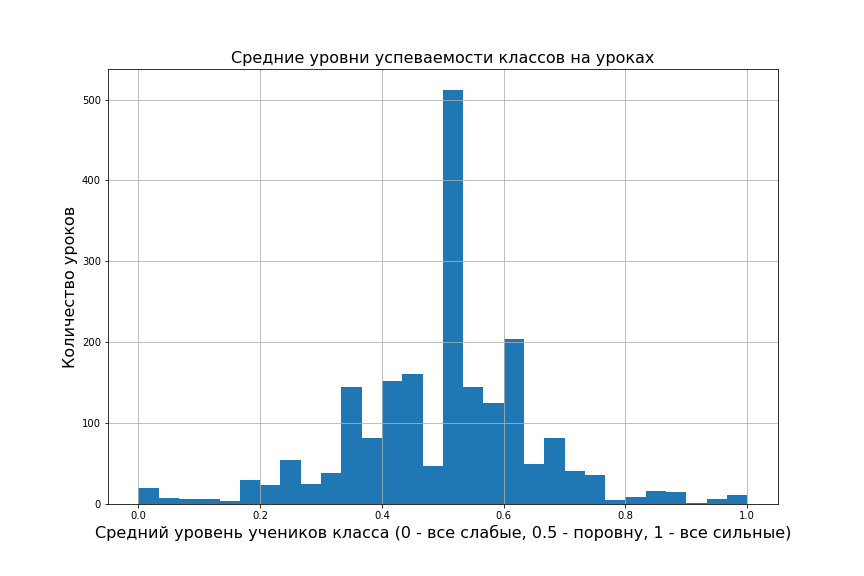 Средние уровни успеваемости классов на уроках
Количество уроков
500
400
300
200
100
0
0.0 0.2 0.4 0.6 0.8 1.0
Средний уровень учеников класса (0 - все слабые, 0.5 - поровну, 1 - все сильные)